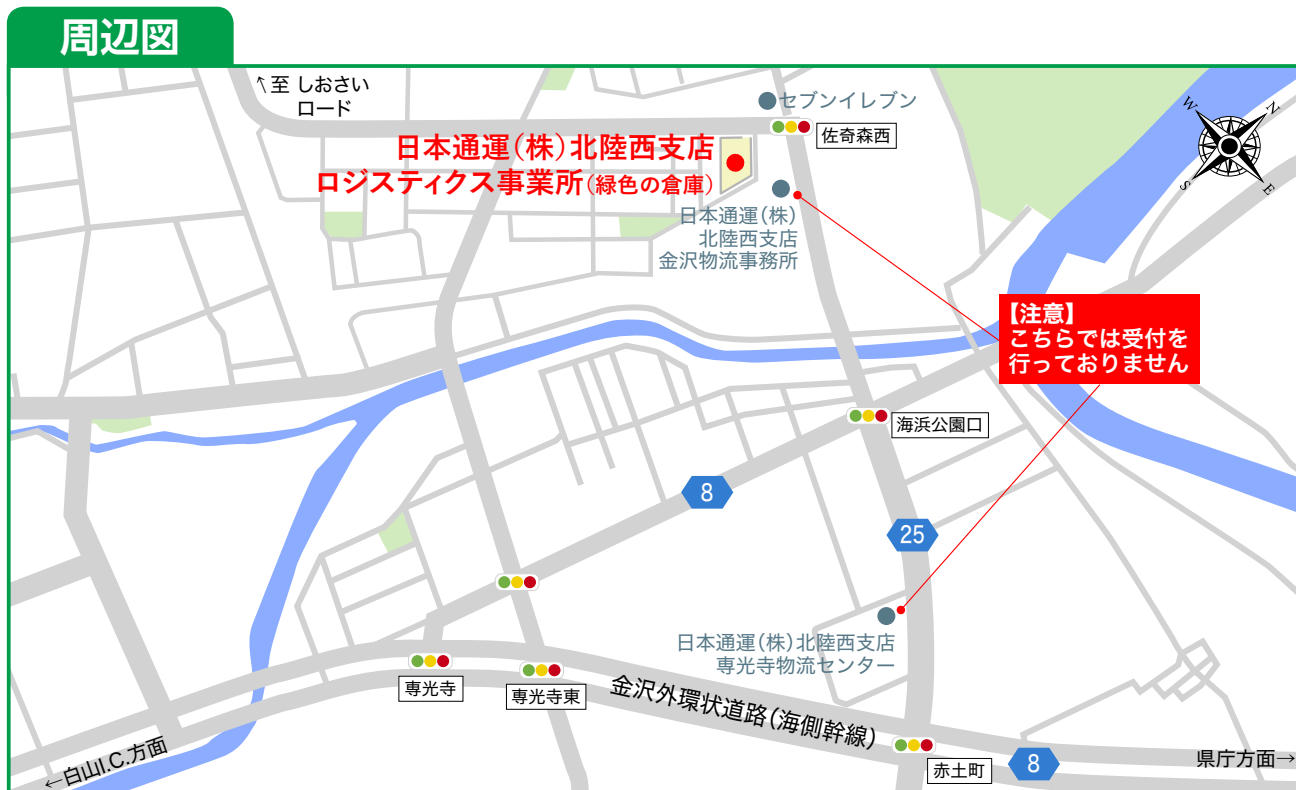 周辺図
↑至 しおさい
ロード
セブンイレブン
佐奇森西
日本通運(株)北陸西支店
ロジスティクス事業所(緑色の倉庫)
日本通運(株)
北陸西支店
金沢物流事務所
W
N
S
E
【注意】
こちらでは受付を
行っておりません
海浜公園口
8
25
日本通運(株)北陸西支店
専光寺物流センター
専光寺
専光寺東
金沢外環状道路(海側幹線)
赤土町
8
←白山I.C.方面
県庁方面→